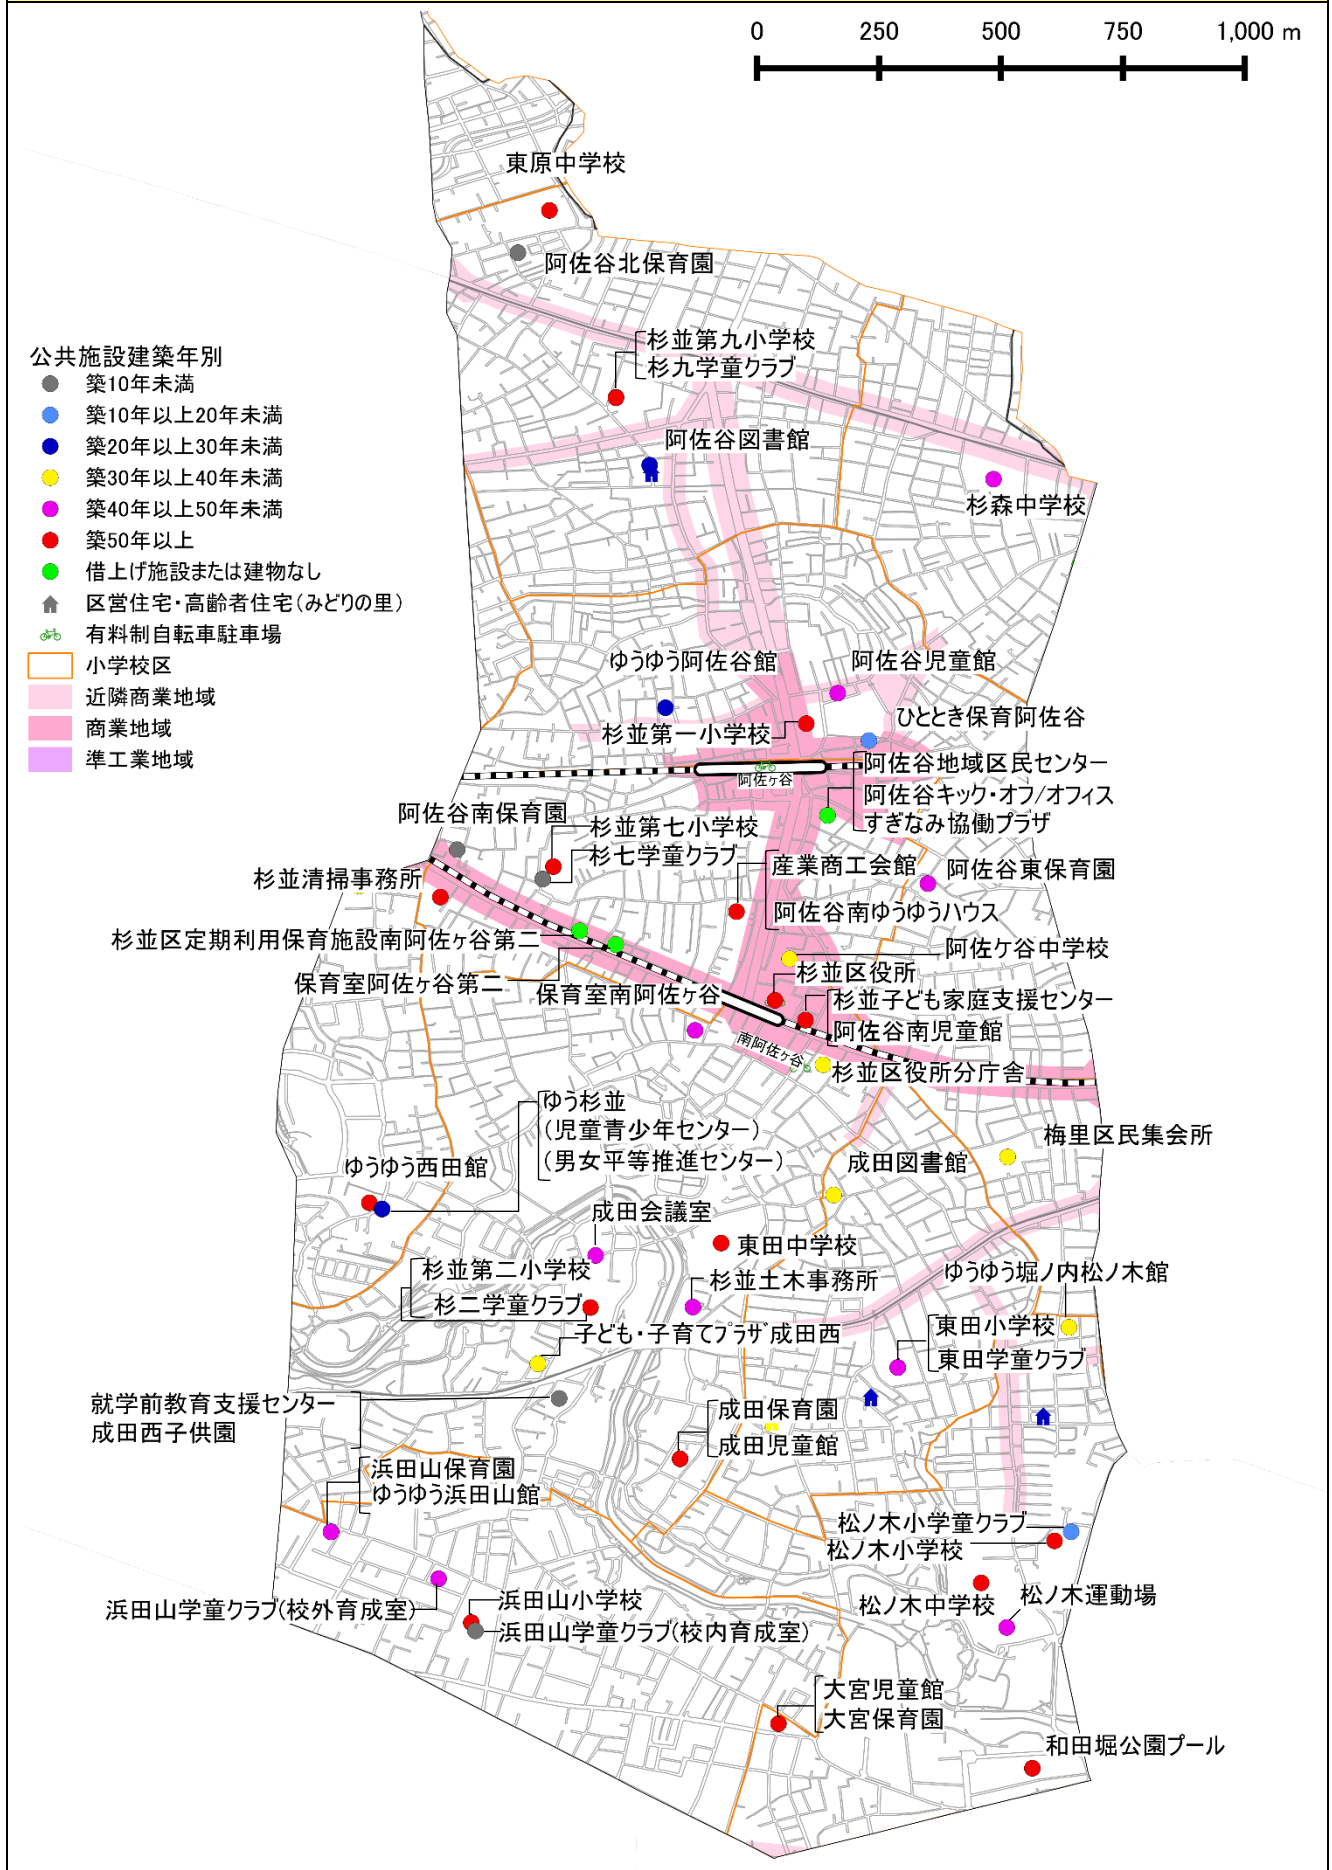 0 250 500 750 1,000 m
東原中学校
阿佐谷北保育園
杉並第九小学校
杉九学童クラブ
公共施設建築年別
築10年未満
築10年以上20年未満
築20年以上30年未満
築30年以上40年未満
築40年以上50年未満
築50年以上
借上げ施設または建物なし
区営住宅・高齢者住宅(みどりの里)
有料制自転車駐車場
小学校区
近隣商業地域
商業地域
準工業地域
阿佐谷図書館
杉森中学校
ゆうゆう阿佐谷館
阿佐谷児童館
ひととき保育阿佐谷
杉並第一小学校
阿佐谷地域区民センター
阿佐谷キック・オフ/オフィス
すぎなみ協働プラザ
阿佐ヶ谷
阿佐谷南保育園
杉並第七小学校
杉七学童クラブ
産業商工会館
阿佐谷南ゆうゆうハウス
阿佐谷東保育園
杉並清掃事務所
杉並区定期利用保育施設南阿佐ヶ谷第二
保育室阿佐ヶ谷第二
保育室南阿佐ヶ谷
阿佐ケ谷中学校
杉並区役所
杉並子ども家庭支援センター
阿佐谷南児童館
南阿佐ヶ谷
杉並区役所分庁舎
ゆう杉並
(児童青少年センター)
(男女平等推進センター)
梅里区民集会所
ゆうゆう西田館
成田図書館
成田会議室
東田中学校
杉並第二小学校
杉二学童クラブ
杉並土木事務所
ゆうゆう堀ノ内松ノ木館
子ども・子育てプラザ成田西
東田小学校
東田学童クラブ
就学前教育支援センター
成田西子供園
成田保育園
成田児童館
浜田山保育園
ゆうゆう浜田山館
松ノ木小学童クラブ
松ノ木小学校
浜田山学童クラブ(校外育成室)
浜田山小学校
浜田山学童クラブ(校内育成室)
松ノ木中学校
松ノ木運動場
大宮児童館
大宮保育園
和田堀公園プール